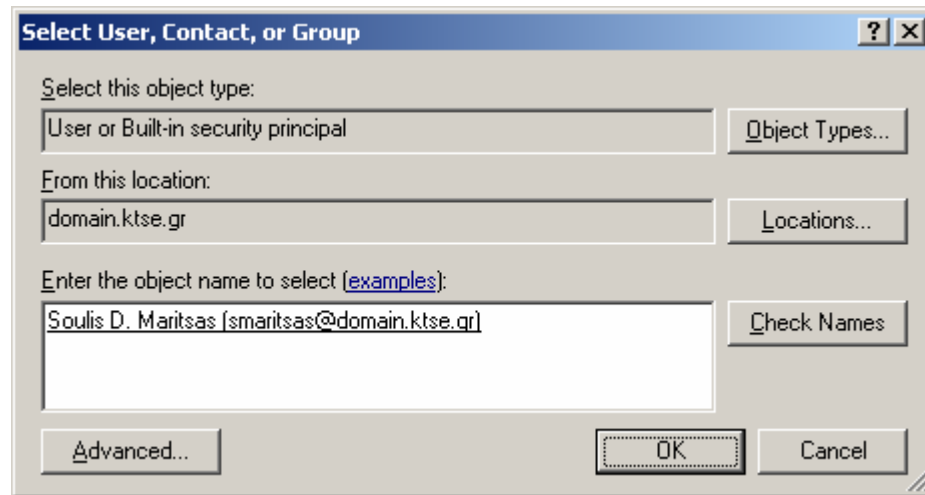 Select User, Contact, or Group
Select this object type:
User or Built-in security principal
Object Types...
From this location:
domain.ktse.gr
Locations...
Enter the object name to select (examples):
Soulis D. Maritsas (smaritsas@domain.ktse.gr)
Check Names
Advanced...
OK
Cancel